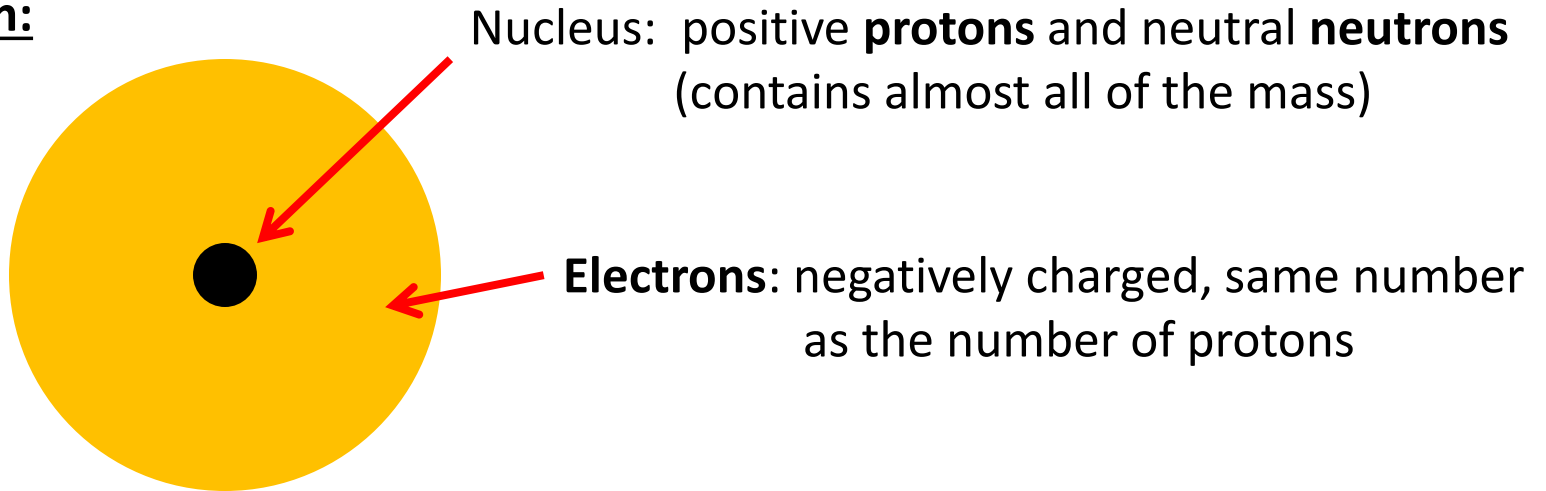 n:
Nucleus: positive protons and neutral neutrons
(contains almost all of the mass)
Electrons: negatively charged, same number
as the number of protons